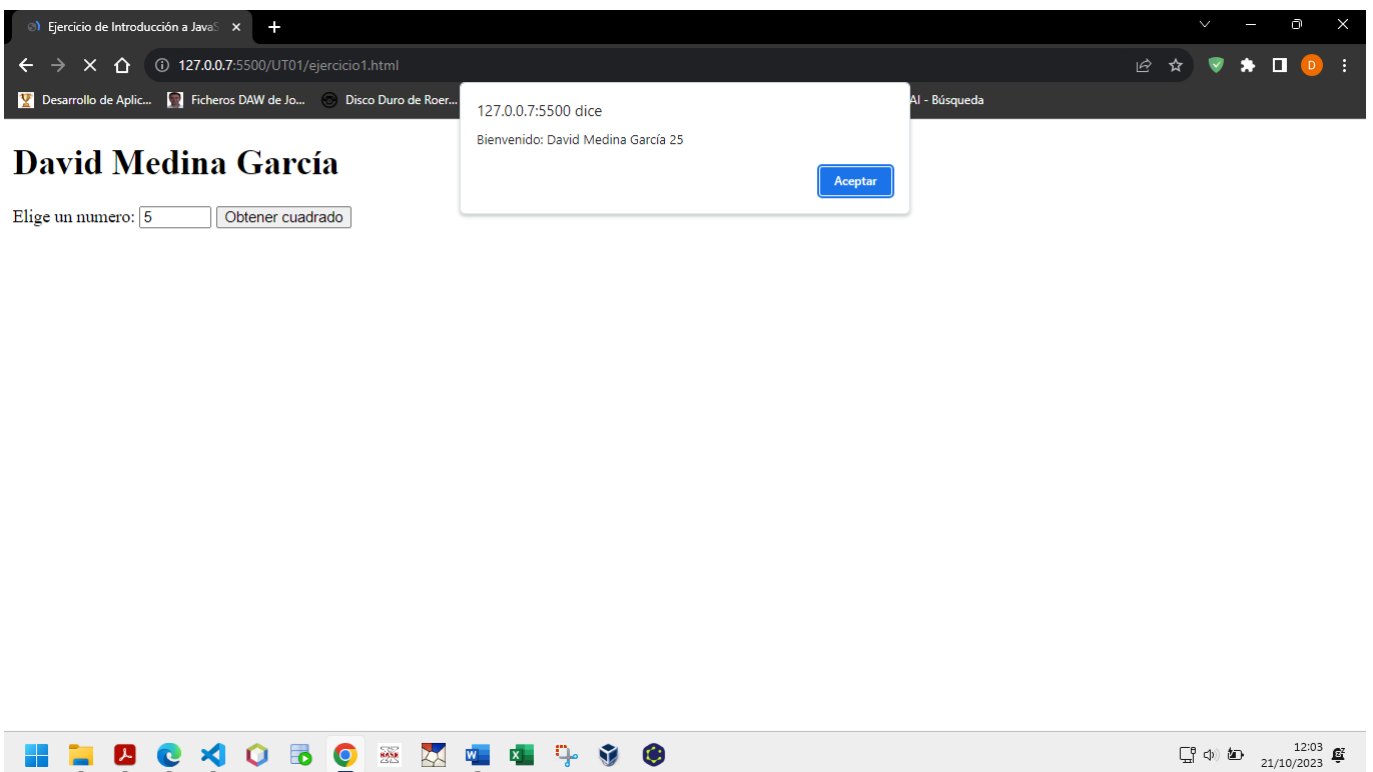 Ejercicio de Introducción a JavaS
127.0.0.7:5500/UT01/ejercicio1.html
D
Desarrollo de Aplic... Ficheros DAW de Jo... Disco Duro de Roer... AI - Búsqueda
127.0.0.7:5500 dice
Bienvenido: David Medina García 25
Aceptar
David Medina García
Elige un numero: 5 Obtener cuadrado
12:03
21/10/2023